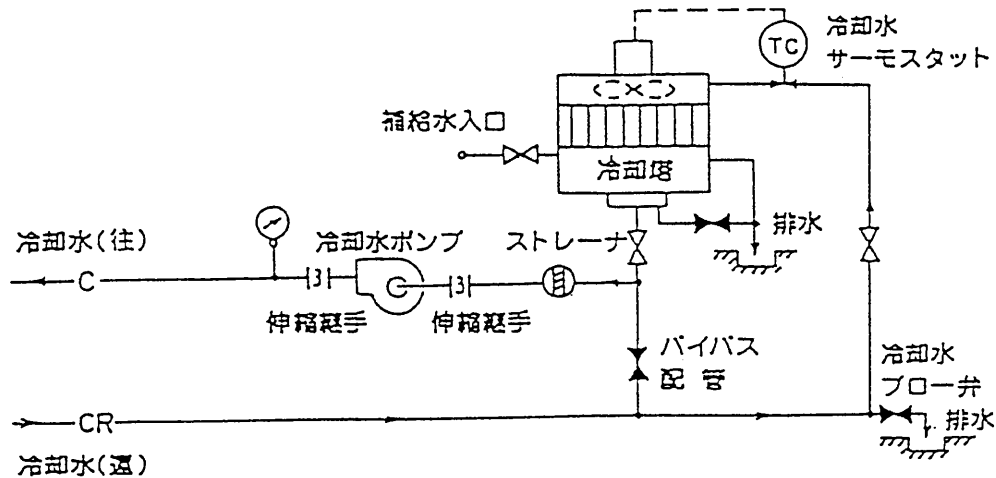 冷却水
サーモスタット
TC
補給水入口
冷却塔
排水
冷却水(往)
冷却水ポンプ
ストレーナ
C
伸縮継手
伸縮継手
バイパス
配管
冷却水
ブロー弁
排水
CR
冷却水(還)